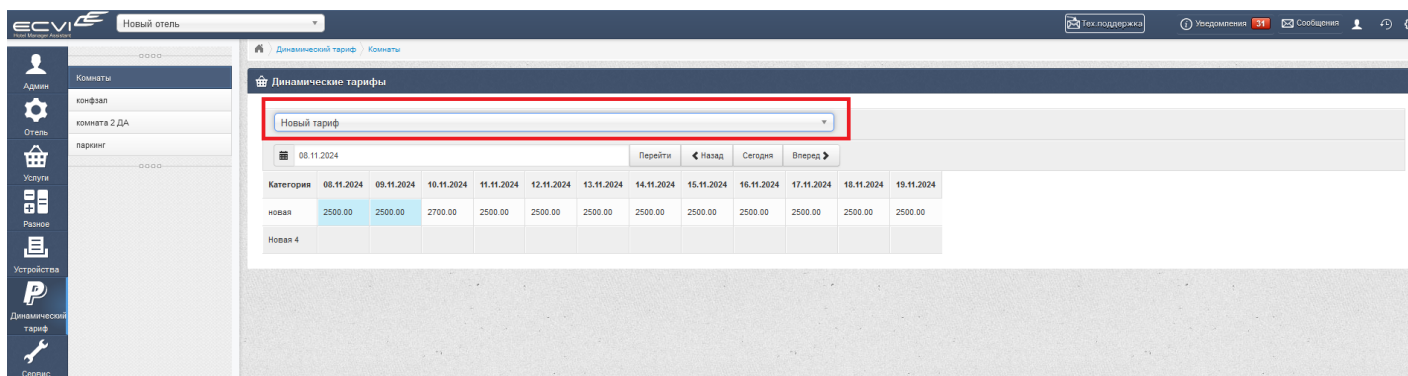 ECVI
Hotel Manager Assistant
Новый отель
Тех.поддержка
Уведомления 31
Сообщения
Админ
Отель
Услуги
Разное
Устройства
Динамический тариф
Сервис
Комнаты
конфзал
комната 2 ДА
паркинг
Динамический тариф Комнаты
Динамические тарифы
Новый тариф
08.11.2024 Перейти Назад Сегодня Вперед
Категория 08.11.2024 09.11.2024 10.11.2024 11.11.2024 12.11.2024 13.11.2024 14.11.2024 15.11.2024 16.11.2024 17.11.2024 18.11.2024 19.11.2024
новая 2500.00 2500.00 2700.00 2500.00 2500.00 2500.00 2500.00 2500.00 2500.00 2500.00 2500.00 2500.00
Новая 4